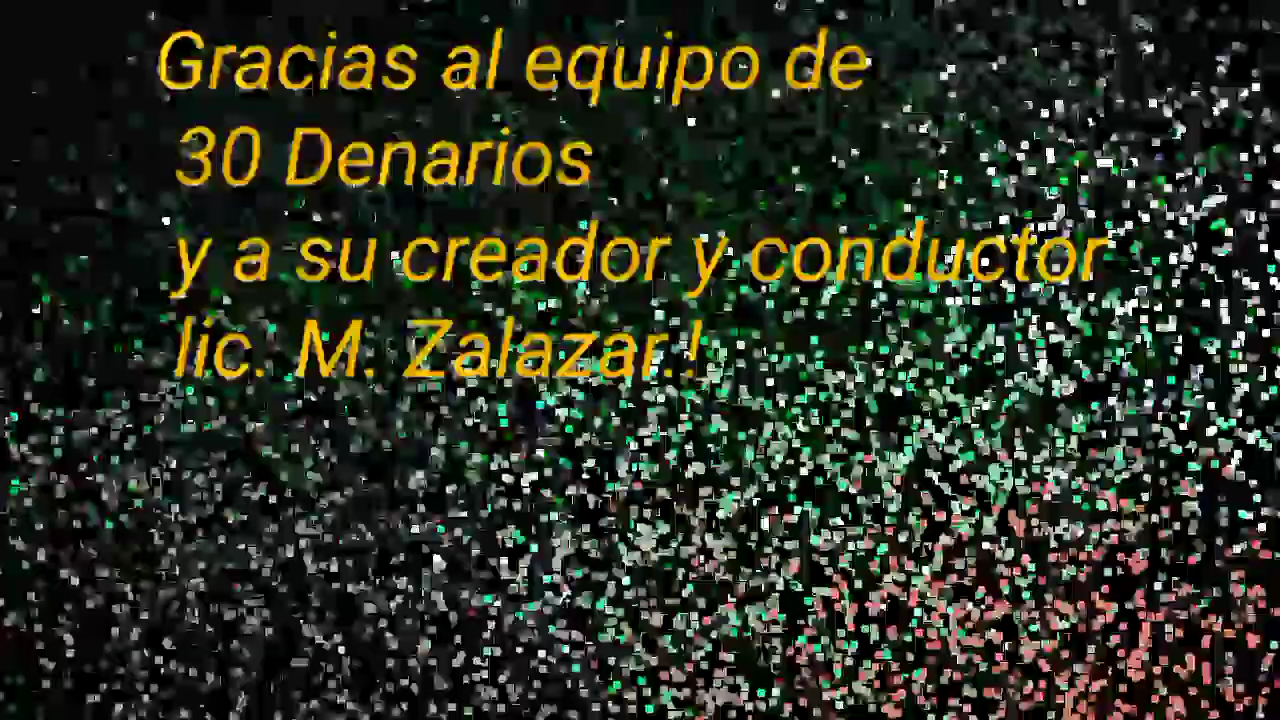 Gracias al equipo de
30 Denarios
y a su creador y conductor
lic. M. Zalazar.!